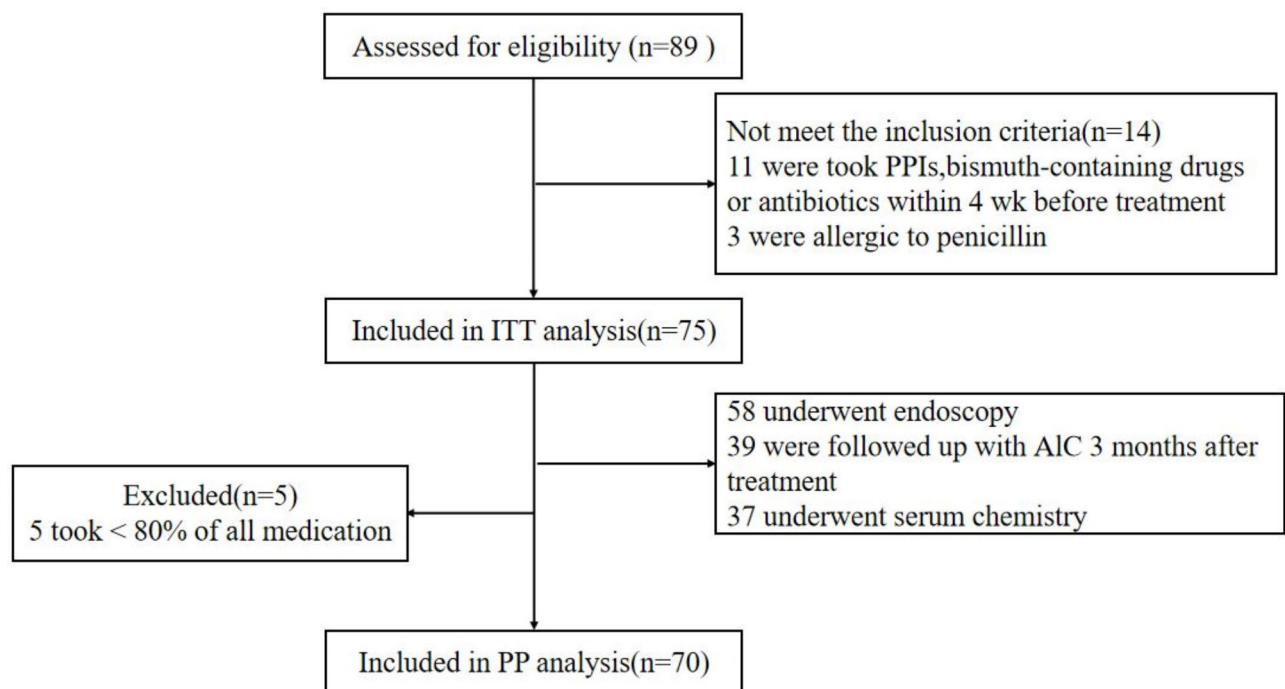 Assessed for eligibility (n=89 )
Not meet the inclusion criteria(n=14)
11 were took PPIs,bismuth-containing drugs
or antibiotics within 4 wk before treatment
3 were allergic to penicillin
Included in ITT analysis(n=75)
58 underwent endoscopy
39 were followed up with AlC 3 months after
treatment
37 underwent serum chemistry
Excluded(n=5)
5 took < 80% of all medication
Included in PP analysis(n=70)